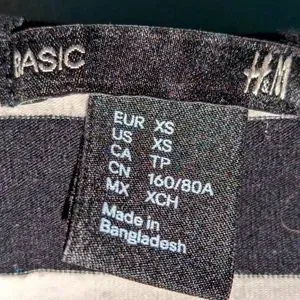 BASIC
H&M
EUR XS
US XS
CA TP
CN 160/80A
MX XCH
Made in
Bangladesh